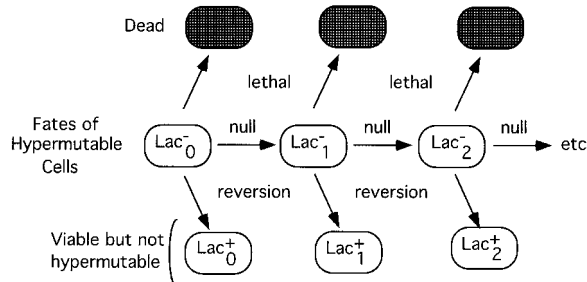 Dead
lethal lethal
Fates of Hypermutable Cells
Lac⁻0 null Lac⁻1 null Lac⁻2 null etc
reversion reversion
Viable but not hypermutable
Lac⁺0 Lac⁺1 Lac⁺2